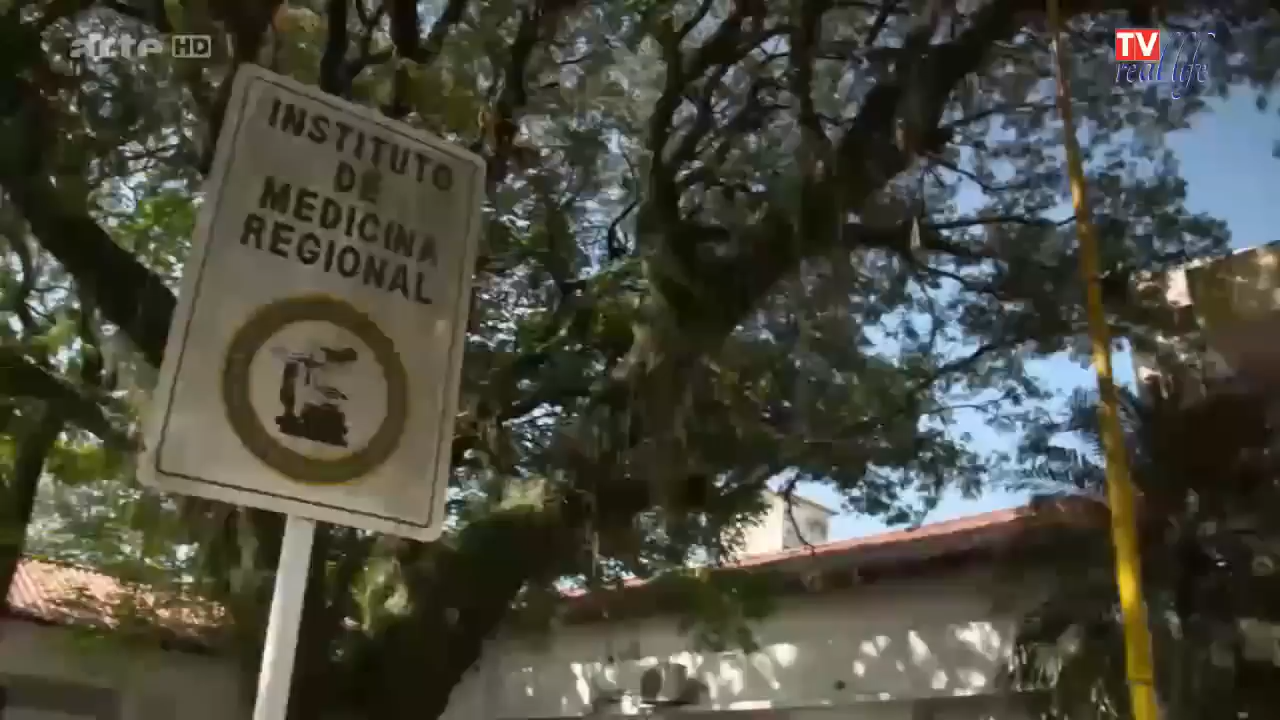 arte HD
TV
real life
INSTITUTO
DE
MEDICINA
REGIONAL